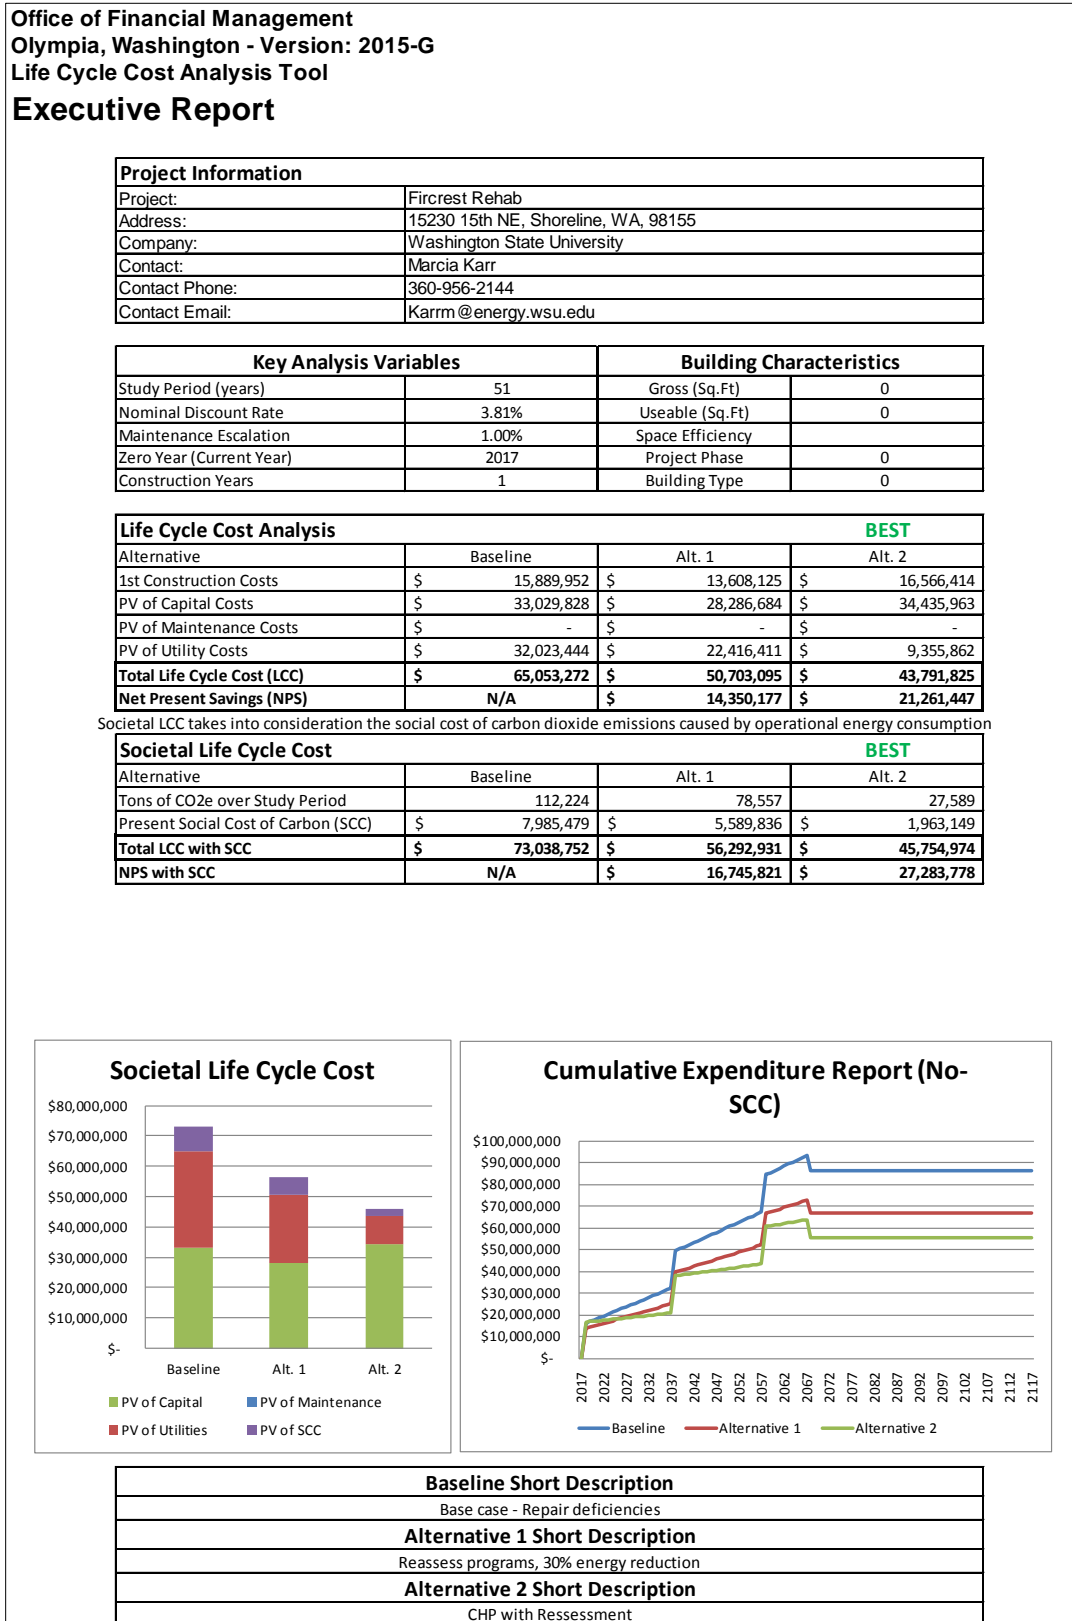 Office of Financial Management
Olympia, Washington - Version: 2015-G
Life Cycle Cost Analysis Tool
Executive Report
Project Information
Project: Fircrest Rehab
Address: 15230 15th NE, Shoreline, WA, 98155
Company: Washington State University
Contact: Marcia Karr
Contact Phone: 360-956-2144
Contact Email: Karrm@energy.wsu.edu
Key Analysis Variables Building Characteristics
Study Period (years) 51 Gross (Sq.Ft) 0
Nominal Discount Rate 3.81% Useable (Sq.Ft) 0
Maintenance Escalation 1.00% Space Efficiency
Zero Year (Current Year) 2017 Project Phase 0
Construction Years 1 Building Type 0
Life Cycle Cost Analysis BEST
Alternative Baseline Alt. 1 Alt. 2
1st Construction Costs $ 15,889,952 $ 13,608,125 $ 16,566,414
PV of Capital Costs $ 33,029,828 $ 28,286,684 $ 34,435,963
PV of Maintenance Costs $ - $ - $ -
PV of Utility Costs $ 32,023,444 $ 22,416,411 $ 9,355,862
Total Life Cycle Cost (LCC) $ 65,053,272 $ 50,703,095 $ 43,791,825
Net Present Savings (NPS) N/A $ 14,350,177 $ 21,261,447
Societal LCC takes into consideration the social cost of carbon dioxide emissions caused by operational energy consumption
Societal Life Cycle Cost BEST
Alternative Baseline Alt. 1 Alt. 2
Tons of CO2e over Study Period 112,224 78,557 27,589
Present Social Cost of Carbon (SCC) $ 7,985,479 $ 5,589,836 $ 1,963,149
Total LCC with SCC $ 73,038,752 $ 56,292,931 $ 45,754,974
NPS with SCC N/A $ 16,745,821 $ 27,283,778
Societal Life Cycle Cost
$80,000,000
$70,000,000
$60,000,000
$50,000,000
$40,000,000
$30,000,000
$20,000,000
$10,000,000
$-
Baseline Alt. 1 Alt. 2
PV of Capital PV of Maintenance
PV of Utilities PV of SCC
Cumulative Expenditure Report (No-
SCC)
$100,000,000
$90,000,000
$80,000,000
$70,000,000
$60,000,000
$50,000,000
$40,000,000
$30,000,000
$20,000,000
$10,000,000
$-
2017 2022 2027 2032 2037 2042 2047 2052 2057 2062 2067 2072 2077 2082 2087 2092 2097 2102 2107 2112 2117
Baseline Alternative 1 Alternative 2
Baseline Short Description
Base case - Repair deficiencies
Alternative 1 Short Description
Reassess programs, 30% energy reduction
Alternative 2 Short Description
CHP with Ressessment